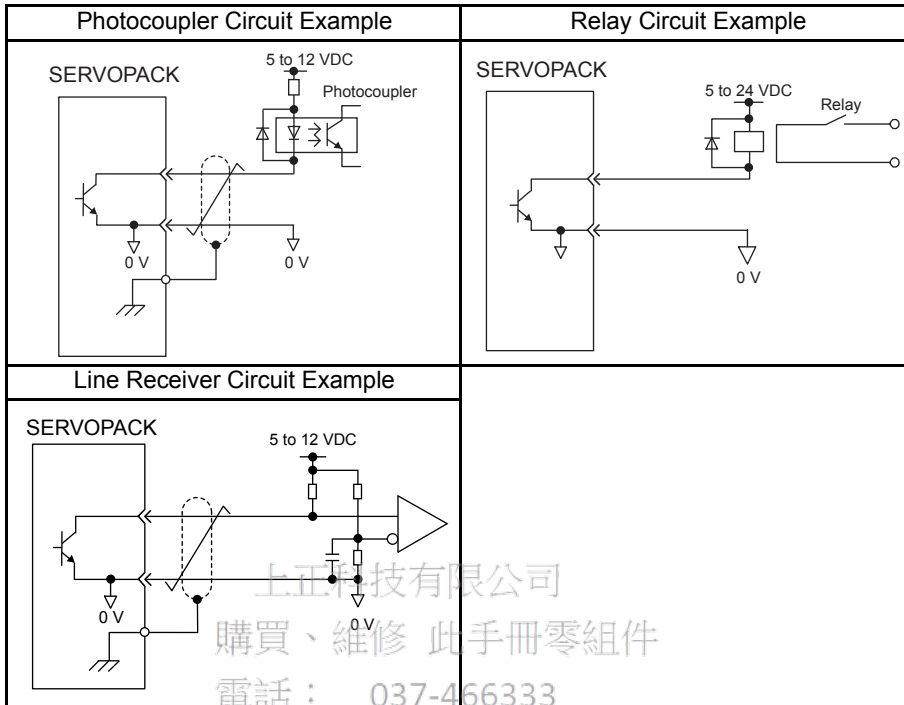 Photocoupler Circuit Example
Relay Circuit Example
SERVOPACK
5 to 12 VDC
Photocoupler
0 V
0 V
SERVOPACK
5 to 24 VDC
Relay
0 V
Line Receiver Circuit Example
SERVOPACK
5 to 12 VDC
0 V
0 V
上正科技有限公司
購買、維修 此手冊零組件
電話： 037-466333